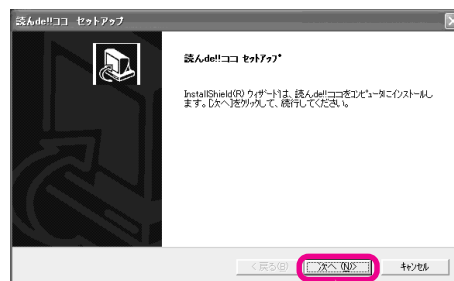 読んde!!ココ セットアップ
読んde!!ココ セットアップ
InstallShield(R) ウィザードは、読んde!!ココをコンピュータにインストールし
ます。[次へ]をクリックして、続行してください。
< 戻る(B)
次へ (N)>
キャンセル